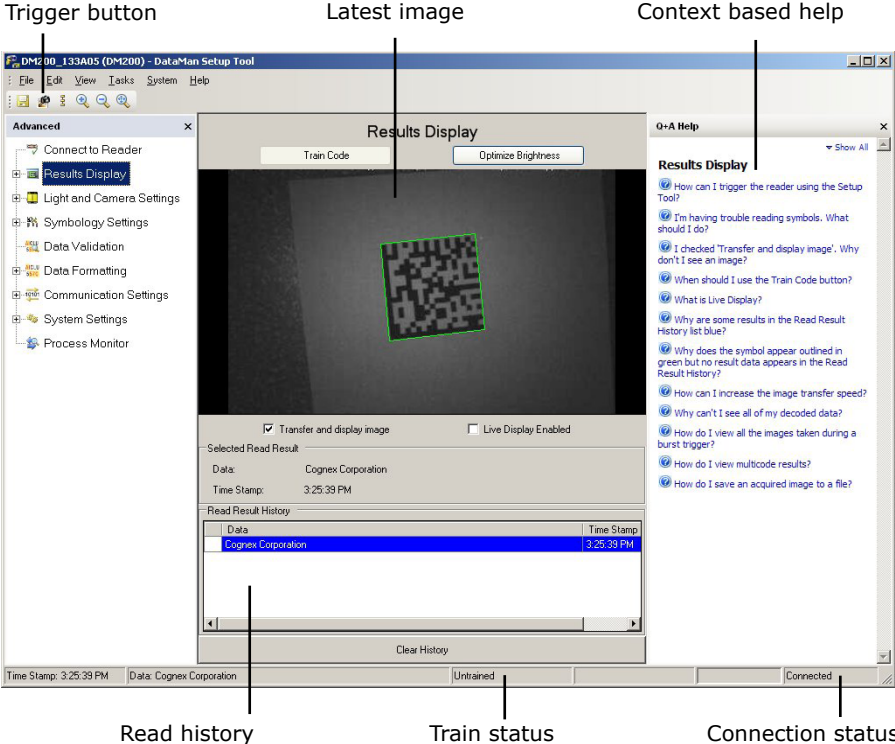 Trigger button
Latest image
Context based help
DM200_133A05 (DM200) - DataMan Setup Tool
File Edit View Tasks System Help
Advanced
Connect to Reader
Results Display
Light and Camera Settings
Symbology Settings
Data Validation
Data Formatting
Communication Settings
System Settings
Process Monitor
Results Display
Train Code
Optimize Brightness
Transfer and display image
Live Display Enabled
Selected Read Result
Data: Cognex Corporation
Time Stamp: 3:25:39 PM
Read Result History
Data Time Stamp
Cognex Corporation 3:25:39 PM
Clear History
Q+A Help
Show All
Results Display
How can I trigger the reader using the Setup
Tool?
I'm having trouble reading symbols. What
should I do?
I checked 'Transfer and display image'. Why
don't I see an image?
When should I use the Train Code button?
What is Live Display?
Why are some results in the Read Result
History list blue?
Why does the symbol appear outlined in
green but no result data appears in the Read
Result History?
How can I increase the image transfer speed?
Why can't I see all of my decoded data?
How do I view all the images taken during a
burst trigger?
How do I view multicode results?
How do I save an acquired image to a file?
Time Stamp: 3:25:39 PM
Data: Cognex Corporation
Untrained
Connected
Read history
Train status
Connection status